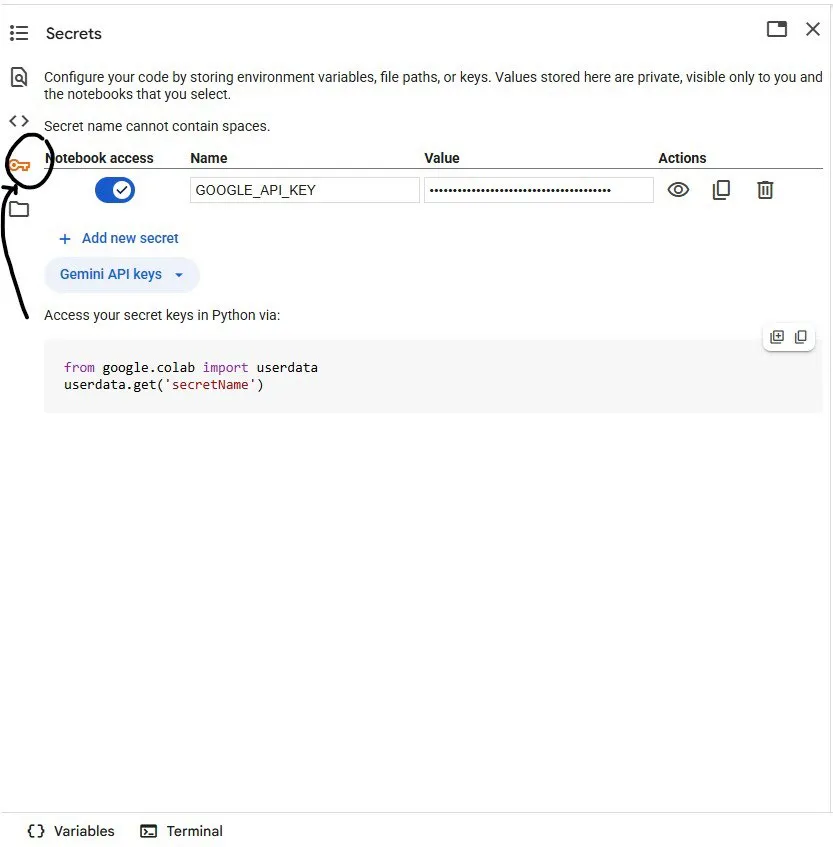 Secrets
Configure your code by storing environment variables, file paths, or keys. Values stored here are private, visible only to you and
the notebooks that you select.
Secret name cannot contain spaces.
Notebook access Name Value Actions
GOOGLE_API_KEY ••••••••••••••••••••••••••••••••••••••
+ Add new secret
Gemini API keys
Access your secret keys in Python via:
from google.colab import userdata
userdata.get('secretName')
Variables Terminal